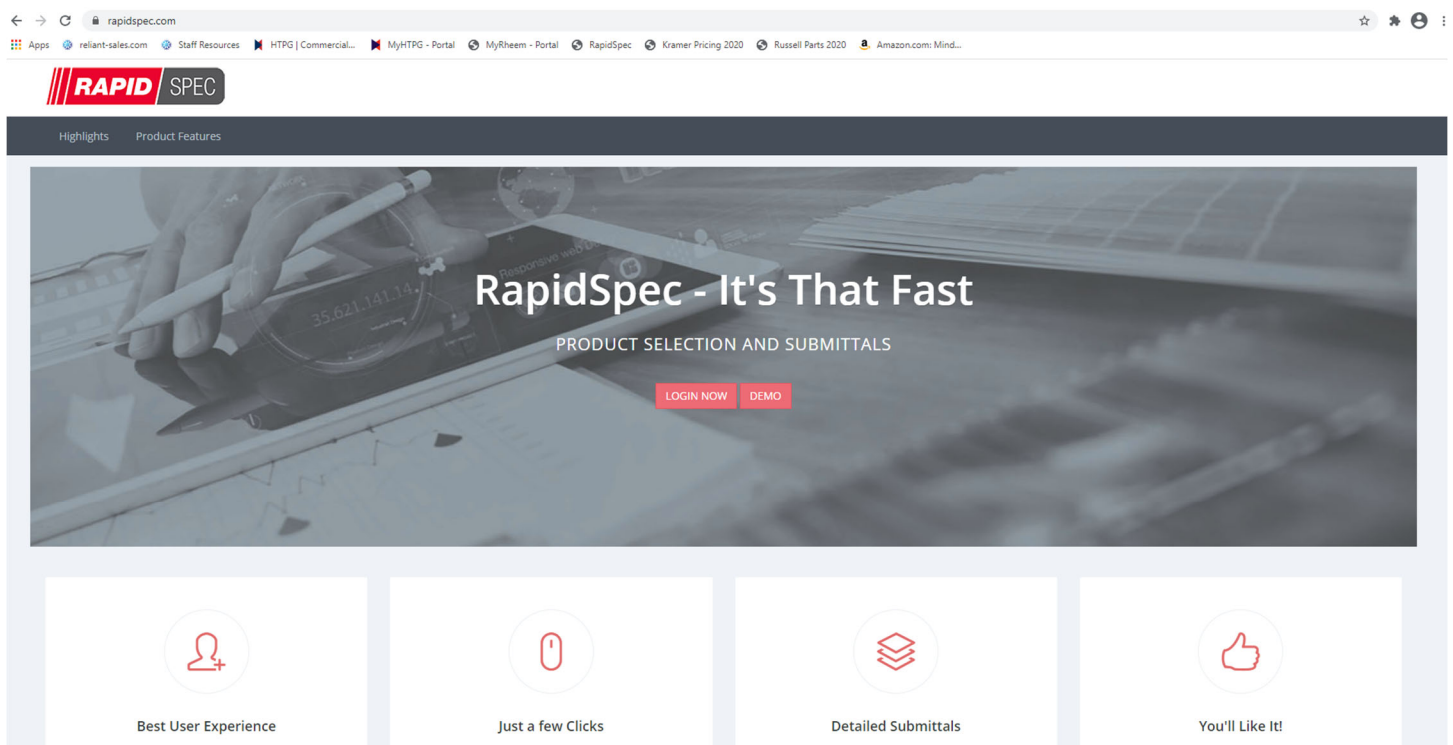 rapidspec.com
Apps reliant-sales.com Staff Resources HTPG | Commercial... MyHTPG - Portal MyRheem - Portal RapidSpec Kramer Pricing 2020 Russell Parts 2020 Amazon.com: Mind...
RAPID SPEC
Highlights Product Features
Responsive web
35.621.141.14
RapidSpec - It's That Fast
PRODUCT SELECTION AND SUBMITTALS
LOGIN NOW DEMO
Best User Experience Just a few Clicks Detailed Submittals You'll Like It!